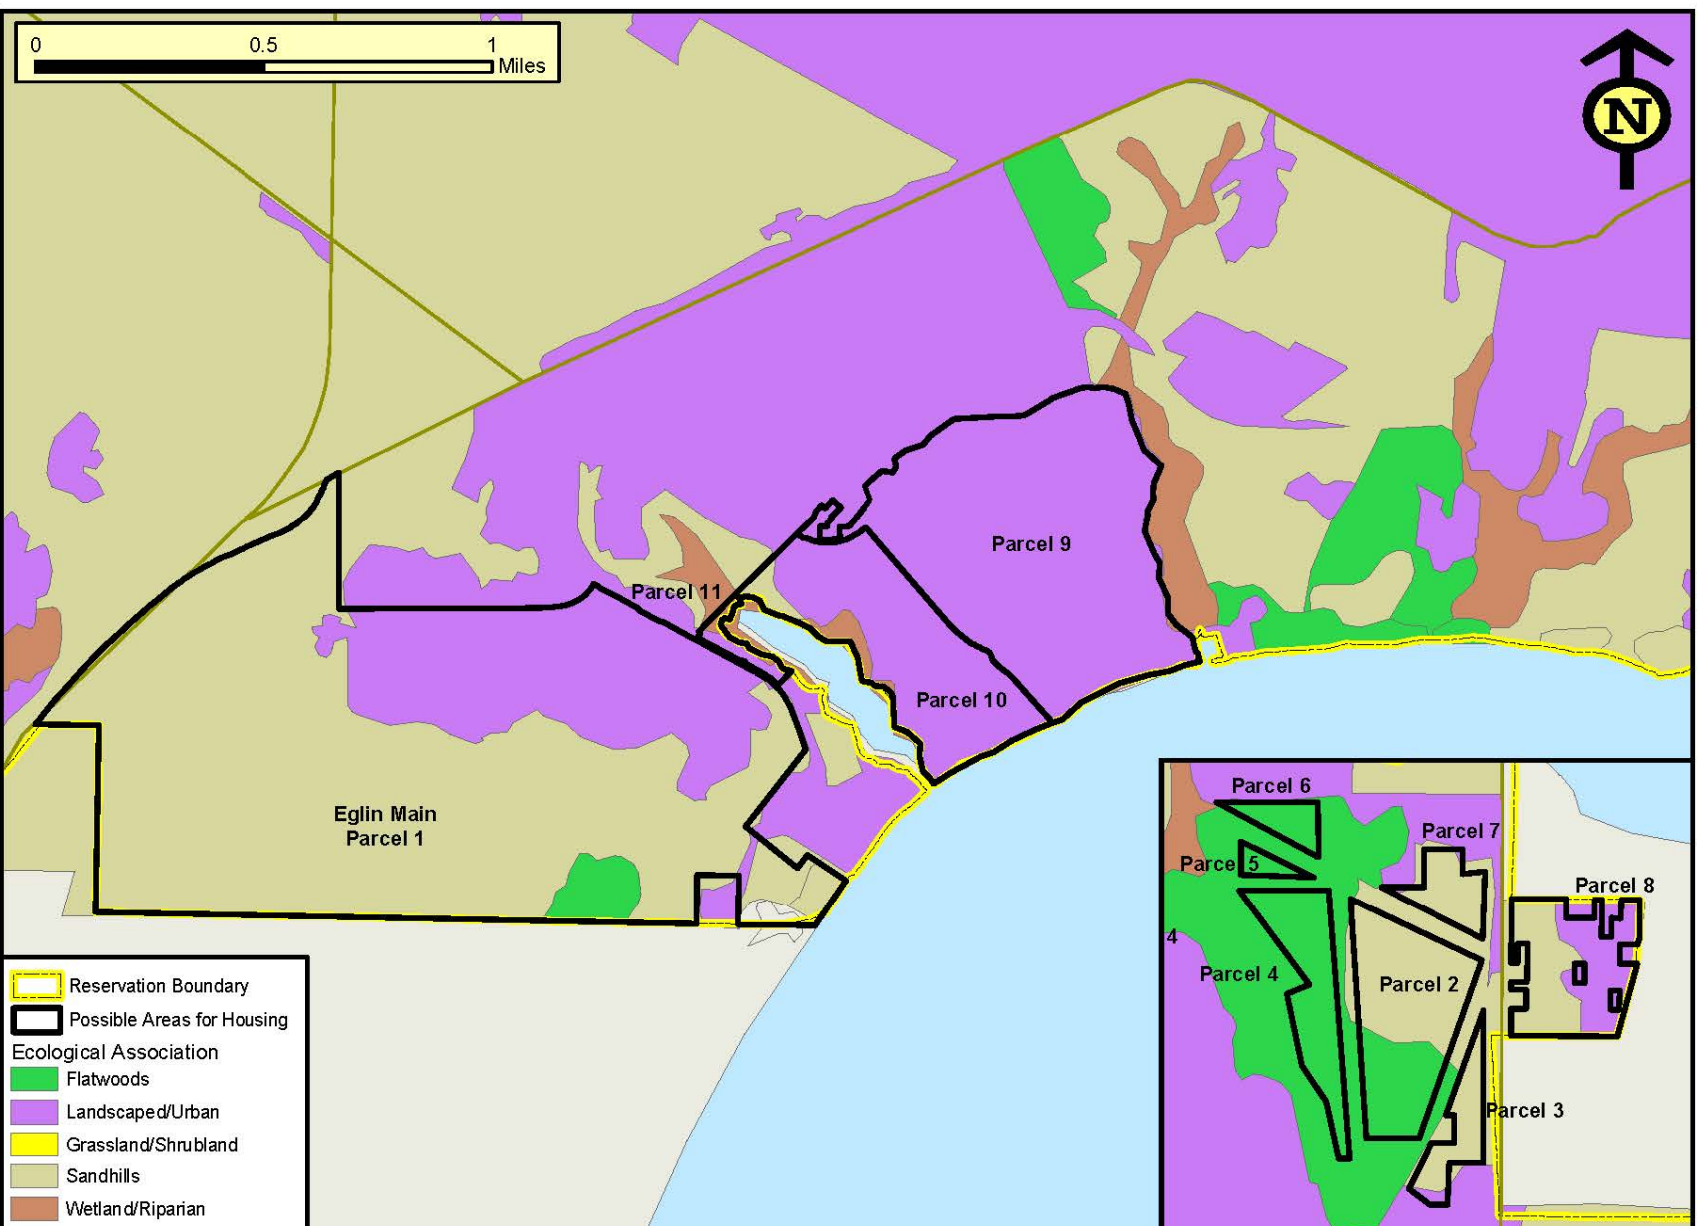 0 0.5 1
Miles
N
Parcel 9
Parcel 11
Parcel 10
Eglin Main
Parcel 1
Parcel 6
Parcel 7
Parcel 5
Parcel 8
4
Parcel 4
Parcel 2
Parcel 3
Reservation Boundary
Possible Areas for Housing
Ecological Association
Flatwoods
Landscaped/Urban
Grassland/Shrubland
Sandhills
Wetland/Riparian